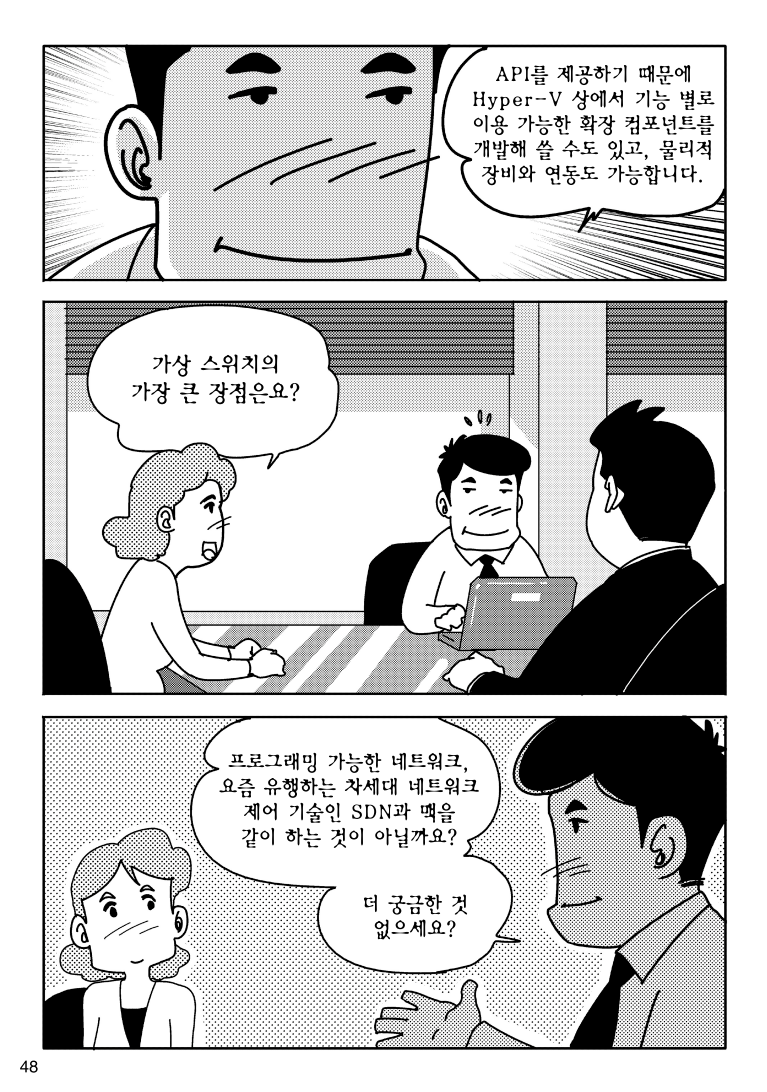 API를 제공하기 때문에
Hyper-V 상에서 기능 별로
이용 가능한 확장 컴포넌트를
개발해 쓸 수도 있고, 물리적
장비와 연동도 가능합니다.
가상 스위치의
가장 큰 장점은요?
프로그래밍 가능한 네트워크,
요즘 유행하는 차세대 네트워크
제어 기술인 SDN과 맥을
같이 하는 것이 아닐까요?
더 궁금한 것
없으세요?
48